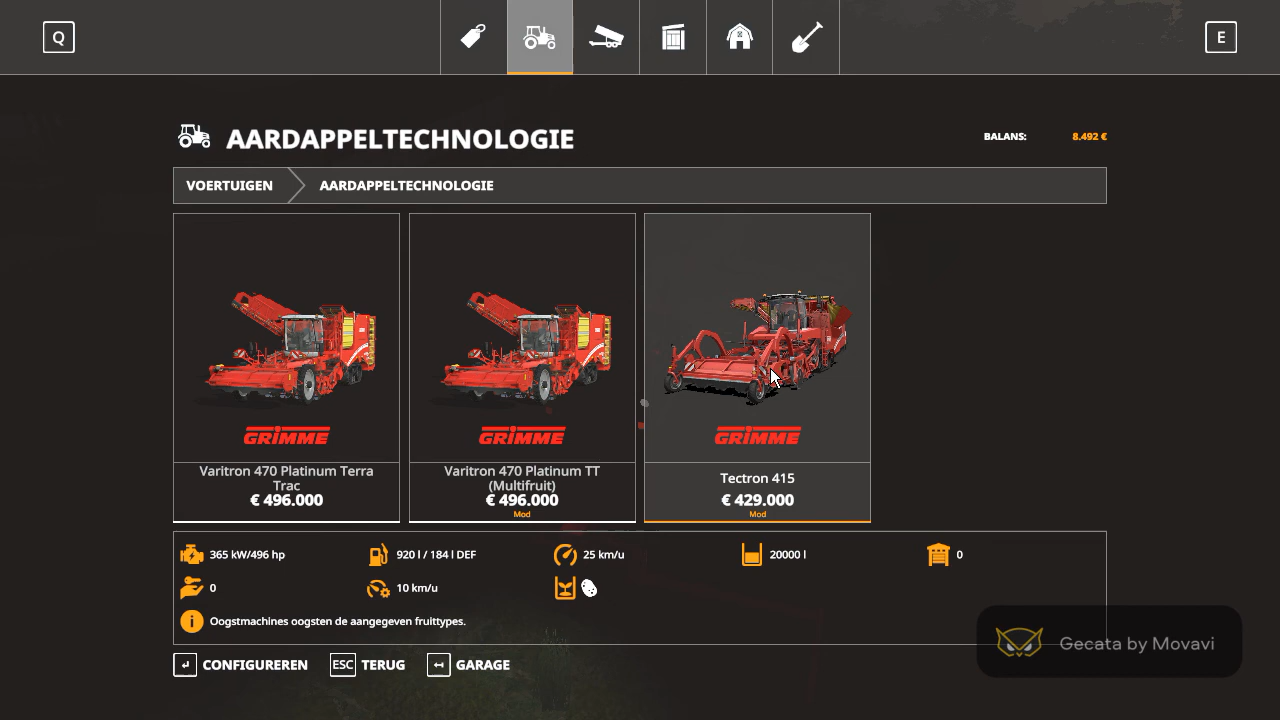 Q
E
AARDAPPELTECHNOLOGIE
BALANS: 8.492 €
VOERTUIGEN AARDAPPELTECHNOLOGIE
GRIMME
Varitron 470 Platinum Terra
Trac
€ 496.000
GRIMME
Varitron 470 Platinum TT
(Multifruit)
€ 496.000
Mod
GRIMME
Tectron 415
€ 429.000
Mod
365 kW/496 hp 920 l / 184 l DEF 25 km/u 20000 l 0
0 10 km/u
Oogstmachines oogsten de aangegeven fruittypes.
CONFIGUREREN ESC TERUG GARAGE
Gecata by Movavi